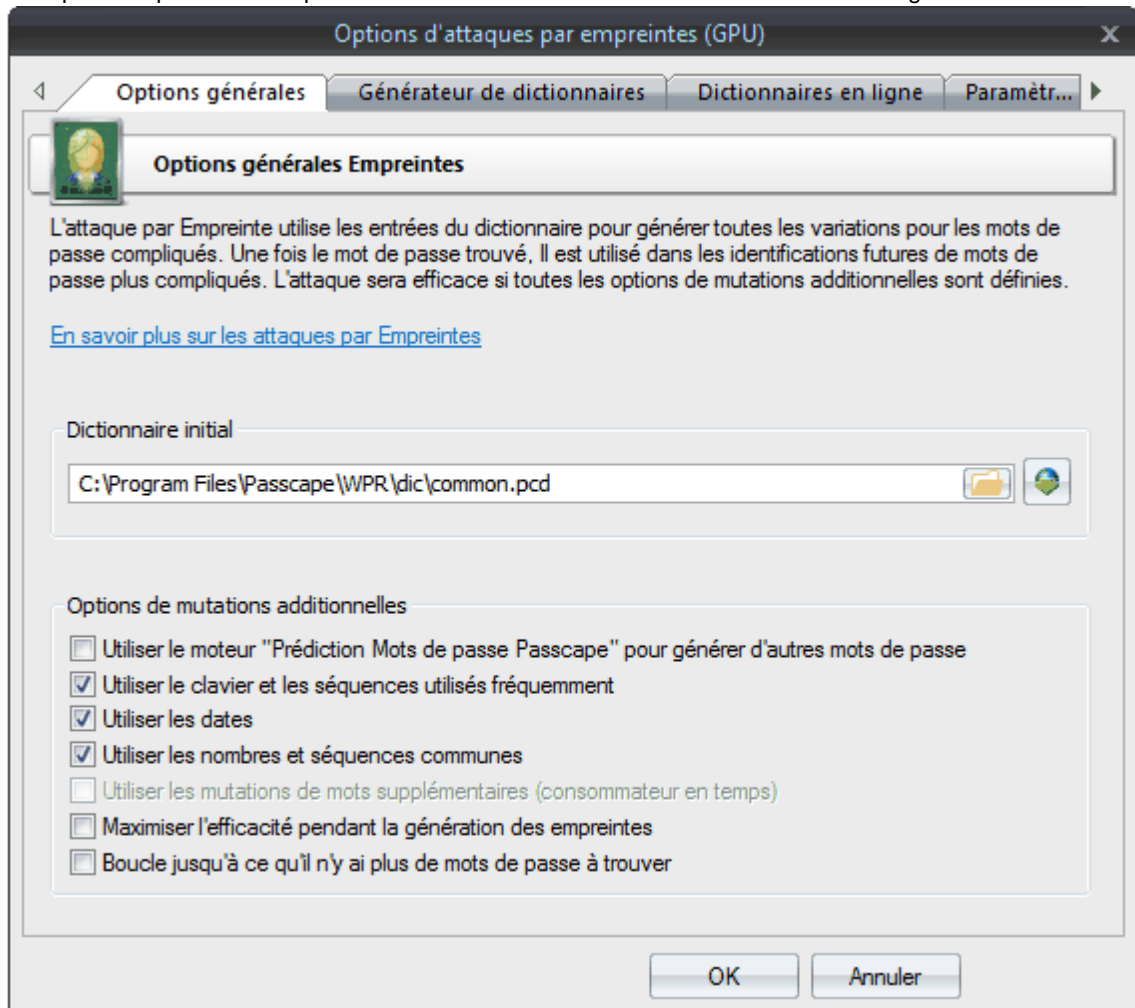 Options d'attaques par empreintes (GPU)
Options générales
Générateur de dictionnaires
Dictionnaires en ligne
Paramètr...
Options générales Empreintes
L'attaque par Empreinte utilise les entrées du dictionnaire pour générer toutes les variations pour les mots de
passe compliqués. Une fois le mot de passe trouvé, Il est utilisé dans les identifications futures de mots de
passe plus compliqués. L'attaque sera efficace si toutes les options de mutations additionnelles sont définies.
En savoir plus sur les attaques par Empreintes
Dictionnaire initial
C:\Program Files\Passcape\WPR\dic\common.pcd
Options de mutations additionnelles
Utiliser le moteur "Prédiction Mots de passe Passcape" pour générer d'autres mots de passe
Utiliser le clavier et les séquences utilisés fréquemment
Utiliser les dates
Utiliser les nombres et séquences communes
Utiliser les mutations de mots supplémentaires (consommateur en temps)
Maximiser l'efficacité pendant la génération des empreintes
Boucle jusqu'à ce qu'il n'y ai plus de mots de passe à trouver
OK
Annuler